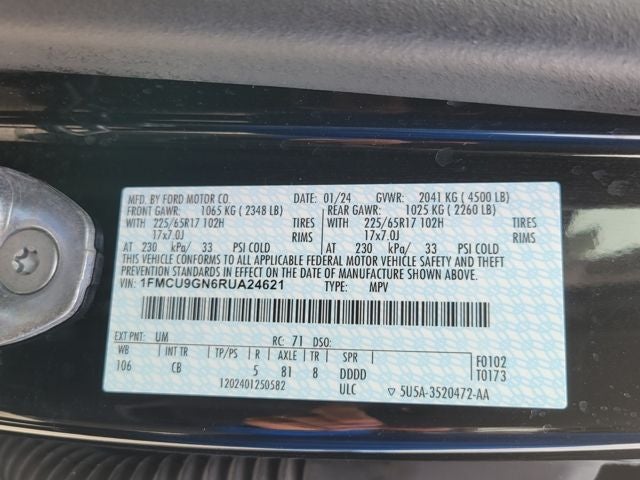 MFD. BY FORD MOTOR CO. DATE: 01/24 GVWR: 2041 KG ( 4500 LB)
FRONT GAWR: 1065 KG ( 2348 LB) REAR GAWR: 1025 KG ( 2260 LB)
WITH 225/65R17 102H TIRES WITH 225/65R17 102H TIRES
17x7.0J RIMS 17x7.0J RIMS
AT 230 kPa/ 33 PSI COLD AT 230 kPa/ 33 PSI COLD
THIS VEHICLE CONFORMS TO ALL APPLICABLE FEDERAL MOTOR VEHICLE SAFETY AND THEFT
PREVENTION STANDARDS IN EFFECT ON THE DATE OF MANUFACTURE SHOWN ABOVE.
VIN: 1FMCU9GN6RUA24621 TYPE: MPV
EXT PNT: UM RC: 71 DSO: F0102
WB INT TR TP/PS R AXLE TR SPR T0173
106 CB 5 81 8 DDDD
1202401250582 ULC ▽ 5U5A-3520472-AA